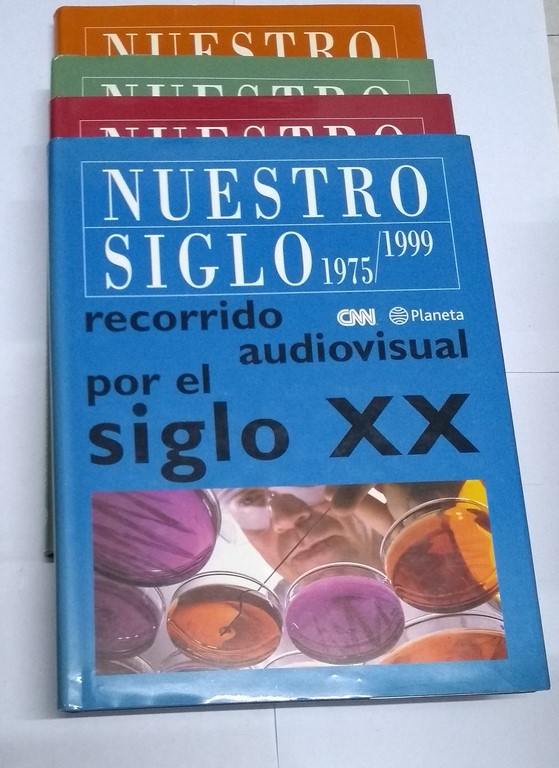 NUESTRO
NUESTRO
NUESTRO
NUESTRO
SIGLO 1975/1999
recorrido
CNN Planeta
audiovisual
por el
siglo XX